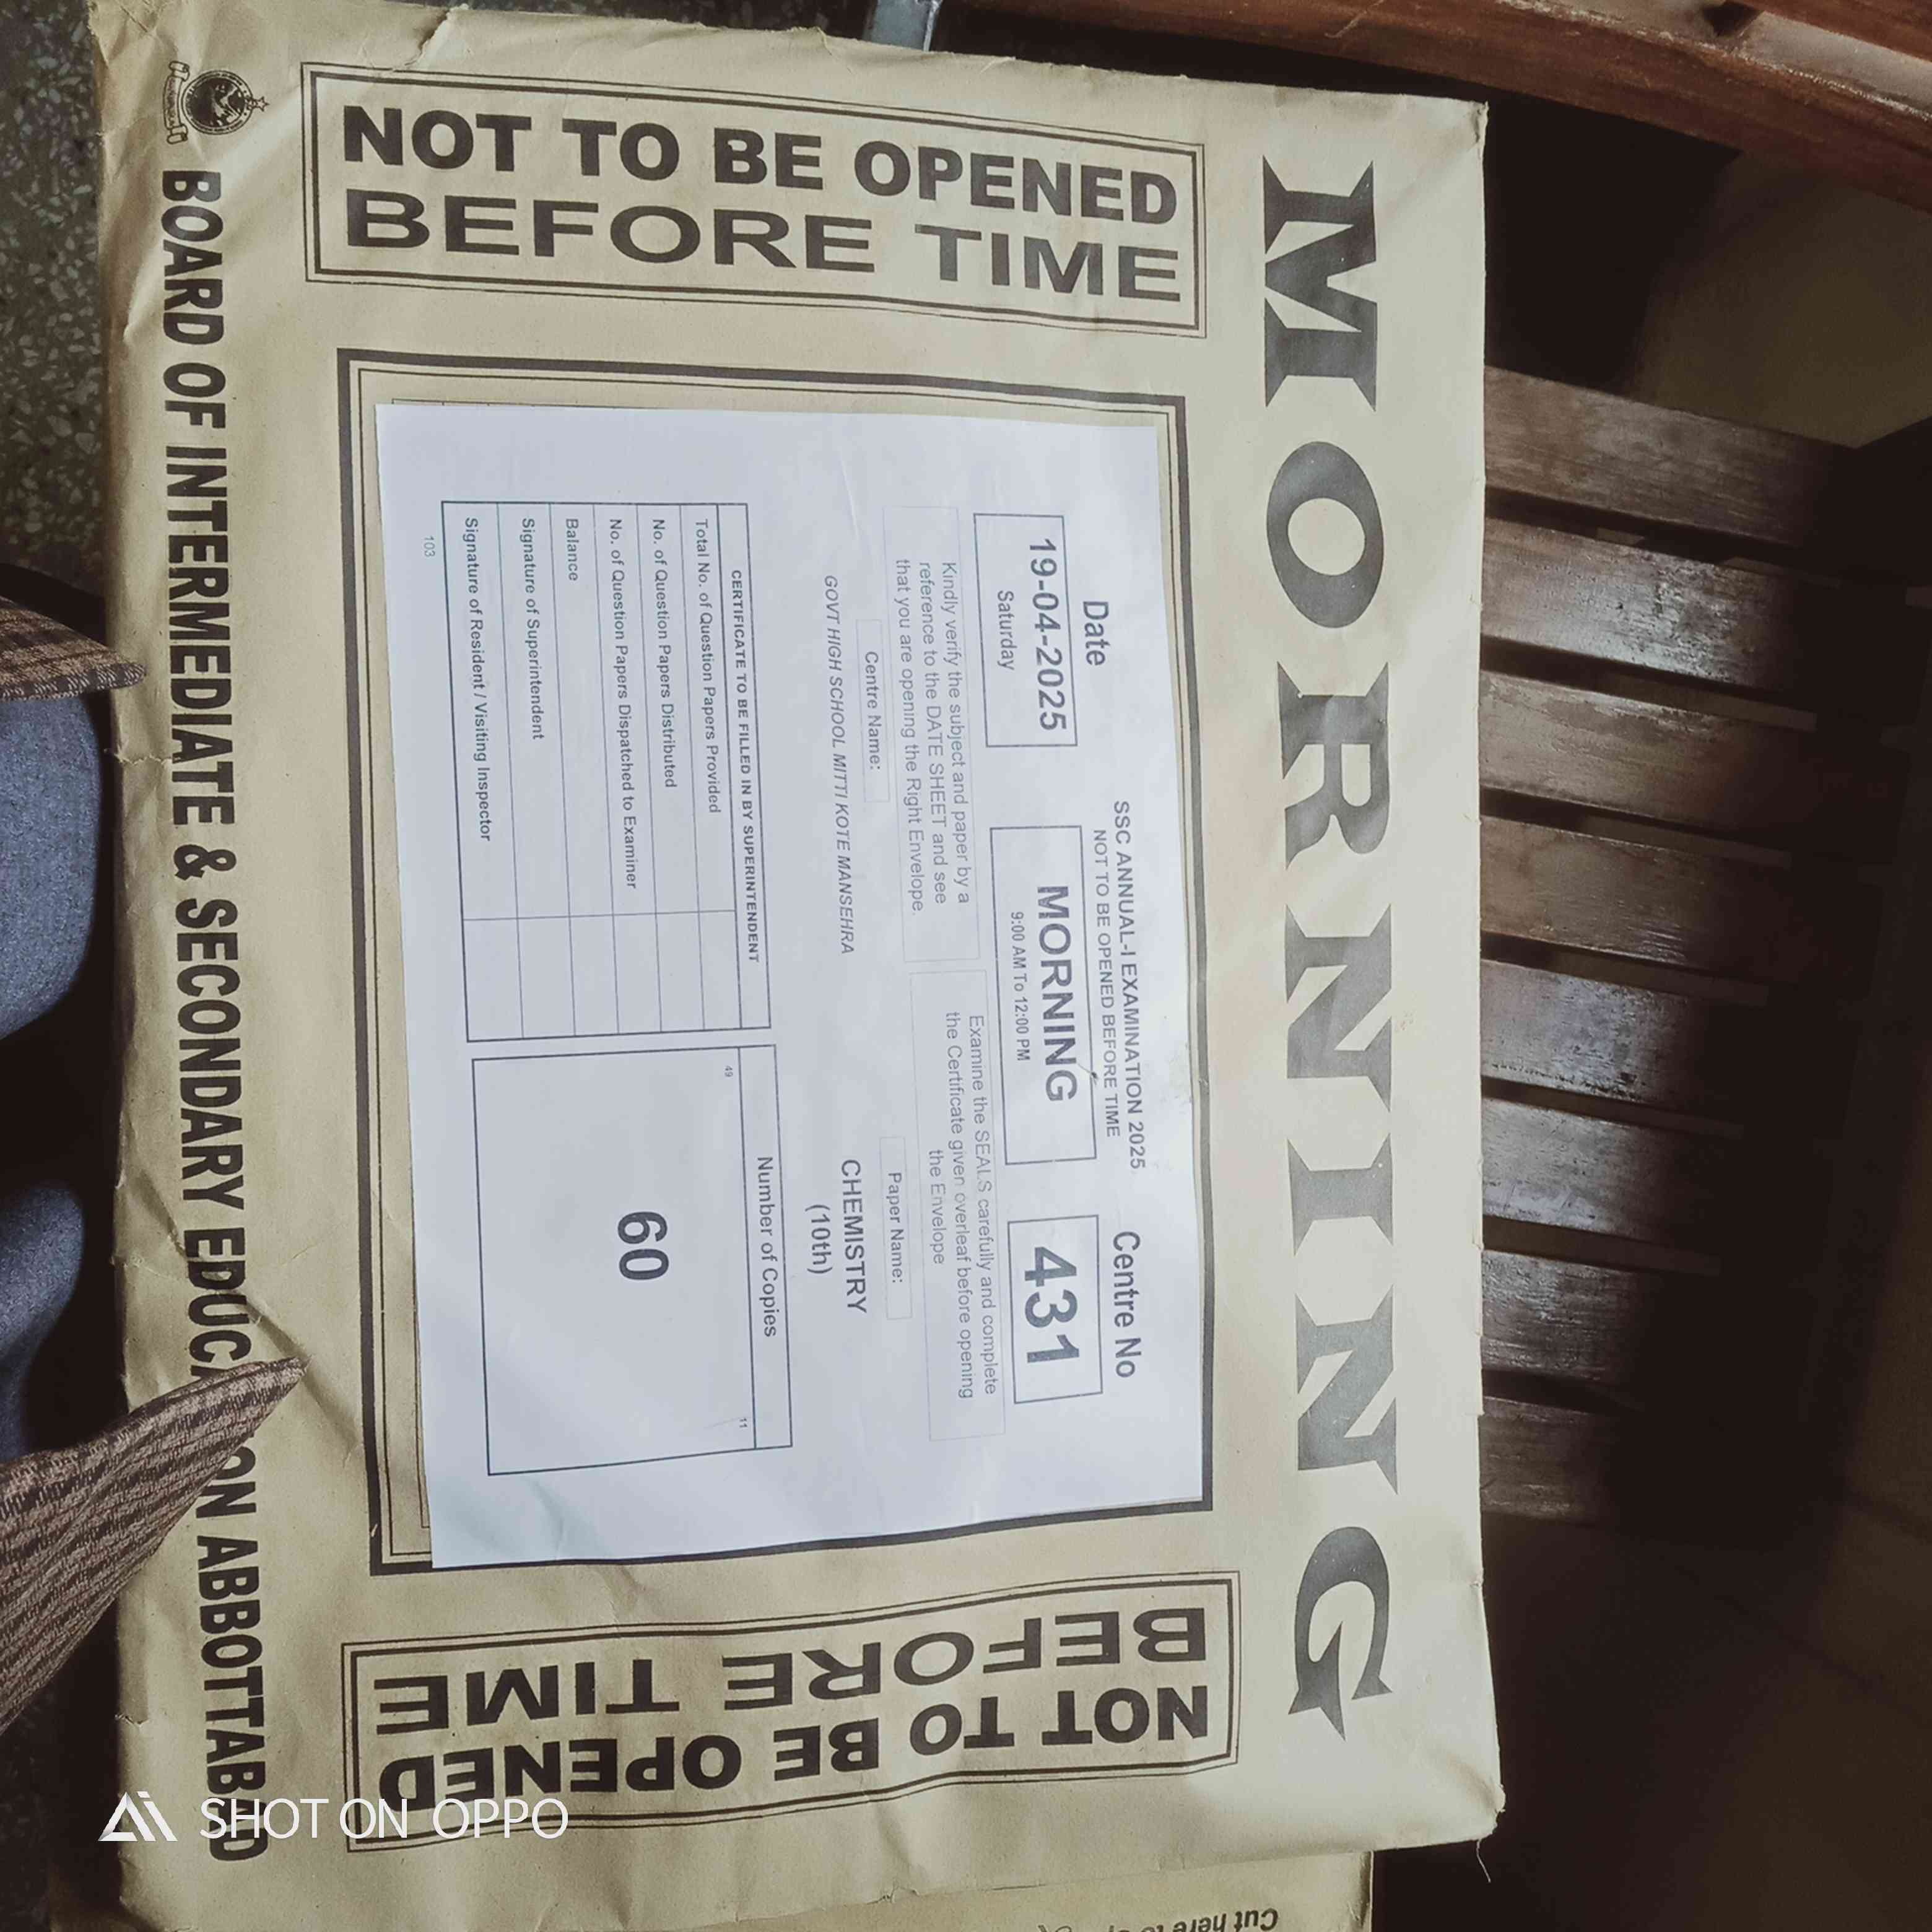 MORNING
NOT TO BE OPENED
BEFORE TIME
SSC ANNUAL-I EXAMINATION 2025
NOT TO BE OPENED BEFORE TIME
Date
19-04-2025
Saturday
MORNING
9:00 AM To 12:00 PM
Centre No
431
Kindly verify the subject and paper by a
reference to the DATE SHEET and see
that you are opening the Right Envelope.
Examine the SEALS carefully and complete
the Certificate given overleaf before opening
the Envelope
Centre Name:
GOVT HIGH SCHOOL MITTI KOTE MANSEHRA
Paper Name:
CHEMISTRY
(10th)
CERTIFICATE TO BE FILLED IN BY SUPERINTENDENT
Total No. of Question Papers Provided
No. of Question Papers Distributed
No. of Question Papers Dispatched to Examiner
Balance
Signature of Superintendent
Signature of Resident / Visiting Inspector
103
Number of Copies
49
11
60
NOT TO BE OPENED
BEFORE TIME
BOARD OF INTERMEDIATE & SECONDARY EDUCATION ABBOTTABAD
Cut here to
SHOT ON OPPO